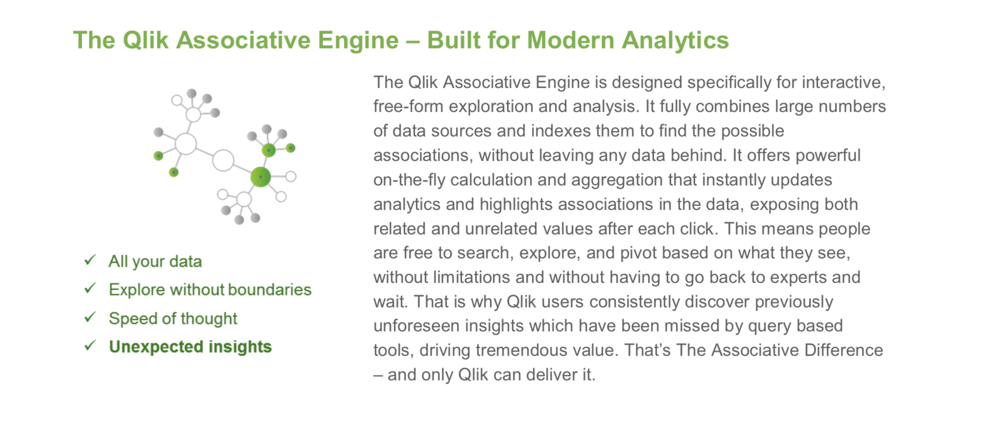 The Qlik Associative Engine – Built for Modern Analytics
✓ All your data
✓ Explore without boundaries
✓ Speed of thought
✓ Unexpected insights
The Qlik Associative Engine is designed specifically for interactive,
free-form exploration and analysis. It fully combines large numbers
of data sources and indexes them to find the possible
associations, without leaving any data behind. It offers powerful
on-the-fly calculation and aggregation that instantly updates
analytics and highlights associations in the data, exposing both
related and unrelated values after each click. This means people
are free to search, explore, and pivot based on what they see,
without limitations and without having to go back to experts and
wait. That is why Qlik users consistently discover previously
unforeseen insights which have been missed by query based
tools, driving tremendous value. That’s The Associative Difference
– and only Qlik can deliver it.